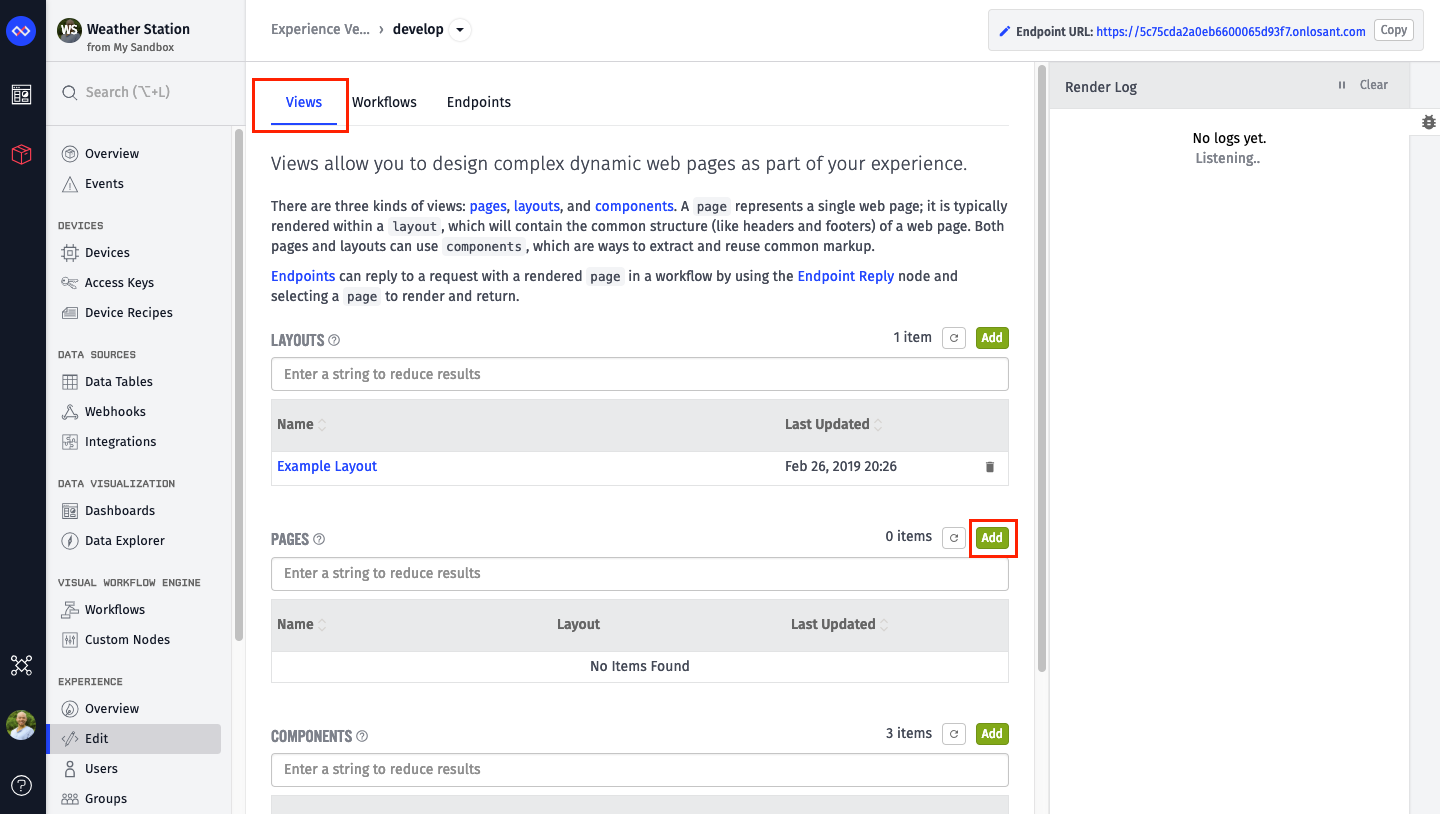 WS Weather Station
from My Sandbox
Search (⌥+L)
Overview
Events
DEVICES
Devices
Access Keys
Device Recipes
DATA SOURCES
Data Tables
Webhooks
Integrations
DATA VISUALIZATION
Dashboards
Data Explorer
VISUAL WORKFLOW ENGINE
Workflows
Custom Nodes
EXPERIENCE
Overview
Edit
Users
Groups
Experience Ve... › develop
Endpoint URL: https://5c75cda2a0eb6600065d93f7.onlosant.com Copy
Views Workflows Endpoints
Views allow you to design complex dynamic web pages as part of your experience.
There are three kinds of views: pages, layouts, and components. A page represents a single web page; it is typically
rendered within a layout, which will contain the common structure (like headers and footers) of a web page. Both
pages and layouts can use components, which are ways to extract and reuse common markup.
Endpoints can reply to a request with a rendered page in a workflow by using the Endpoint Reply node and
selecting a page to render and return.
LAYOUTS 1 item Add
Enter a string to reduce results
Name Last Updated
Example Layout Feb 26, 2019 20:26
PAGES 0 items Add
Enter a string to reduce results
Name Layout Last Updated
No Items Found
COMPONENTS 3 items Add
Enter a string to reduce results
Render Log Clear
No logs yet.
Listening..